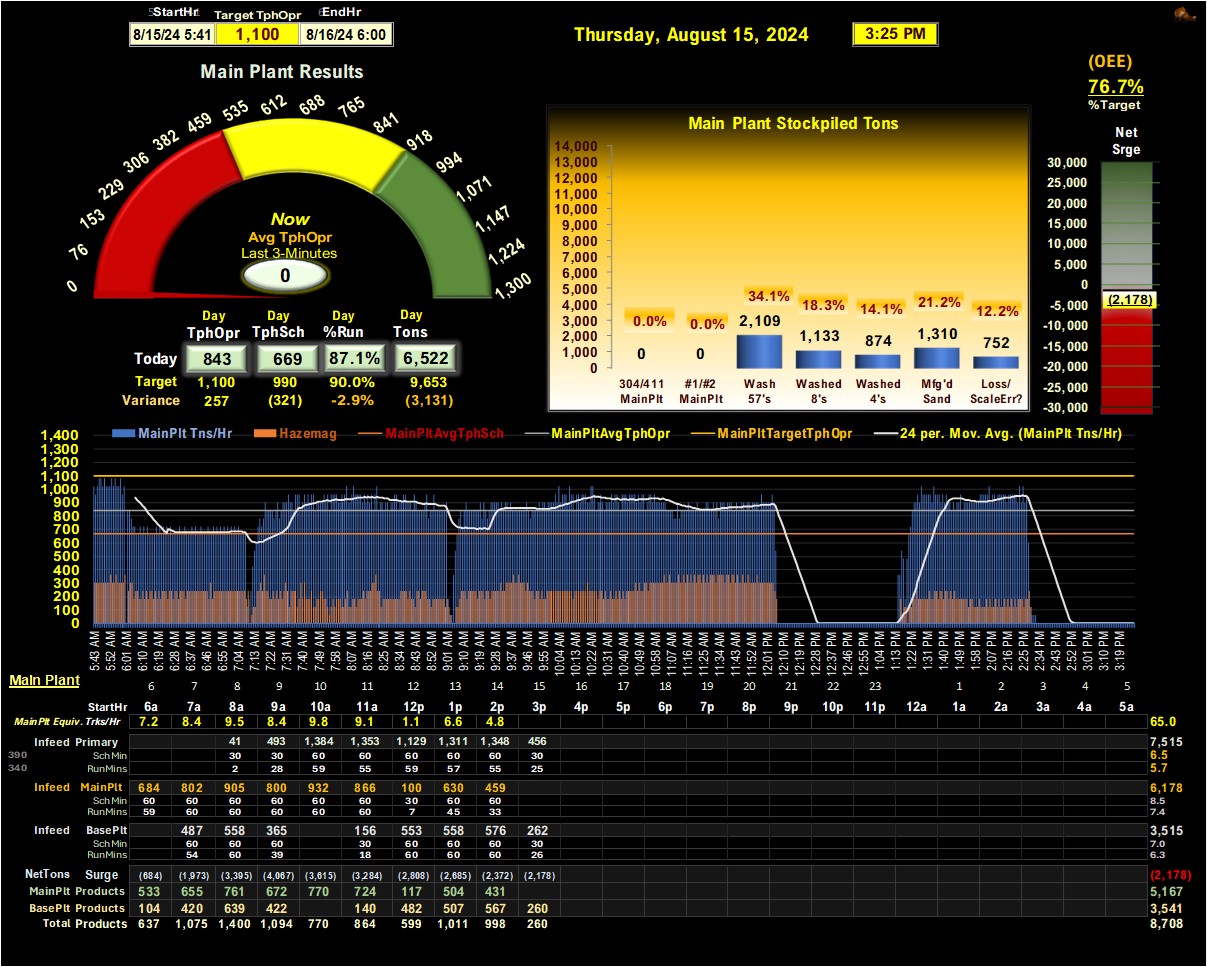 StartHr Target TphOpr EndHr
8/15/24 5:41 1,100 8/16/24 6:00
Thursday, August 15, 2024 3:25 PM
(OEE)
76.7%
%Target
Main Plant Results
0 76 153 229 306 382 459 535 612 688 765 841 918 994 1,071 1,147 1,224 1,300
Now
Avg TphOpr
Last 3-Minutes
0
Day Day Day Day
TphOpr TphSch %Run Tons
Today 843 669 87.1% 6,522
Target 1,100 990 90.0% 9,653
Variance 257 (321) -2.9% (3,131)
Main Plant Stockpiled Tons
14,000
13,000
12,000
11,000
10,000
9,000
8,000
7,000
6,000
5,000
4,000
3,000
2,000
1,000
0
0.0% 0.0% 34.1% 18.3% 14.1% 21.2% 12.2%
0 0 2,109 1,133 874 1,310 752
304/411 #1/#2 Wash Washed Washed Mfg'd Loss/
MainPlt MainPlt 57's 8's 4's Sand ScaleErr?
Net
Srge
30,000
25,000
20,000
15,000
10,000
5,000
0
(2,178)
-5,000
-10,000
-15,000
-20,000
-25,000
-30,000
MainPlt Tns/Hr Hazemag MainPltAvgTphSch MainPltAvgTphOpr MainPltTargetTphOpr 24 per. Mov. Avg. (MainPlt Tns/Hr)
1,400
1,300
1,200
1,100
1,000
900
800
700
600
500
400
300
200
100
0
5:43 AM 5:52 AM 6:01 AM 6:10 AM 6:19 AM 6:28 AM 6:37 AM 6:46 AM 6:55 AM 7:04 AM 7:13 AM 7:22 AM 7:31 AM 7:40 AM 7:49 AM 7:58 AM 8:07 AM 8:16 AM 8:25 AM 8:34 AM 8:43 AM 8:52 AM 9:01 AM 9:10 AM 9:19 AM 9:28 AM 9:37 AM 9:46 AM 9:55 AM 10:04 AM 10:13 AM 10:22 AM 10:31 AM 10:40 AM 10:49 AM 10:58 AM 11:07 AM 11:16 AM 11:25 AM 11:34 AM 11:43 AM 11:52 AM 12:01 PM 12:10 PM 12:19 PM 12:28 PM 12:37 PM 12:46 PM 12:55 PM 1:04 PM 1:13 PM 1:22 PM 1:31 PM 1:40 PM 1:49 PM 1:58 PM 2:07 PM 2:16 PM 2:25 PM 2:34 PM 2:43 PM 2:52 PM 3:01 PM 3:10 PM 3:19 PM
Main Plant 6 7 8 9 10 11 12 13 14 15 16 17 18 19 20 21 22 23 1 2 3 4 5
StartHr 6a 7a 8a 9a 10a 11a 12p 1p 2p 3p 4p 5p 6p 7p 8p 9p 10p 11p 12a 1a 2a 3a 4a 5a
MainPlt Equiv. Trks/Hr 7.2 8.4 9.5 8.4 9.8 9.1 1.1 6.6 4.8 65.0
Infeed Primary 41 493 1,384 1,353 1,129 1,311 1,348 456 7,515
390 SchMin 30 30 60 60 60 60 60 30 6.5
340 RunMins 2 28 59 55 59 57 55 25 5.7
Infeed MainPlt 684 802 905 800 932 866 100 630 459 6,178
SchMin 60 60 60 60 60 60 30 60 60 8.5
RunMins 59 60 60 60 60 60 7 45 33 7.4
Infeed BasePlt 487 558 365 156 553 558 576 262 3,515
SchMin 60 60 60 30 60 60 60 30 7.0
RunMins 54 60 39 18 60 60 60 26 6.3
NetTons Surge (684) (1,973) (3,395) (4,067) (3,615) (3,284) (2,808) (2,685) (2,372) (2,178) (2,178)
MainPlt Products 533 655 761 672 770 724 117 504 431 5,167
BasePlt Products 104 420 639 422 140 482 507 567 260 3,541
Total Products 637 1,075 1,400 1,094 770 864 599 1,011 998 260 8,708